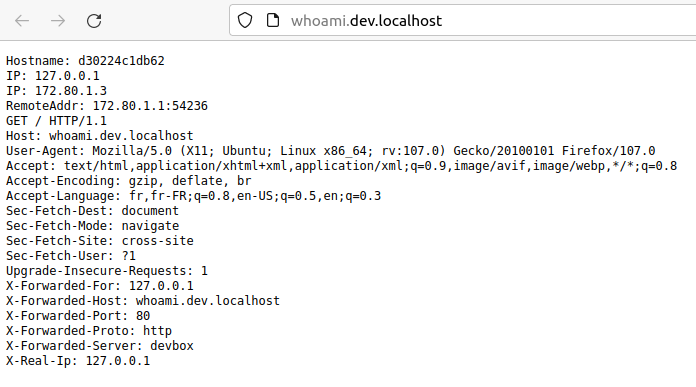 whoami.dev.localhost
Hostname: d30224c1db62
IP: 127.0.0.1
IP: 172.80.1.3
RemoteAddr: 172.80.1.1:54236
GET / HTTP/1.1
Host: whoami.dev.localhost
User-Agent: Mozilla/5.0 (X11; Ubuntu; Linux x86_64; rv:107.0) Gecko/20100101 Firefox/107.0
Accept: text/html,application/xhtml+xml,application/xml;q=0.9,image/avif,image/webp,*/*;q=0.8
Accept-Encoding: gzip, deflate, br
Accept-Language: fr,fr-FR;q=0.8,en-US;q=0.5,en;q=0.3
Sec-Fetch-Dest: document
Sec-Fetch-Mode: navigate
Sec-Fetch-Site: cross-site
Sec-Fetch-User: ?1
Upgrade-Insecure-Requests: 1
X-Forwarded-For: 127.0.0.1
X-Forwarded-Host: whoami.dev.localhost
X-Forwarded-Port: 80
X-Forwarded-Proto: http
X-Forwarded-Server: devbox
X-Real-Ip: 127.0.0.1